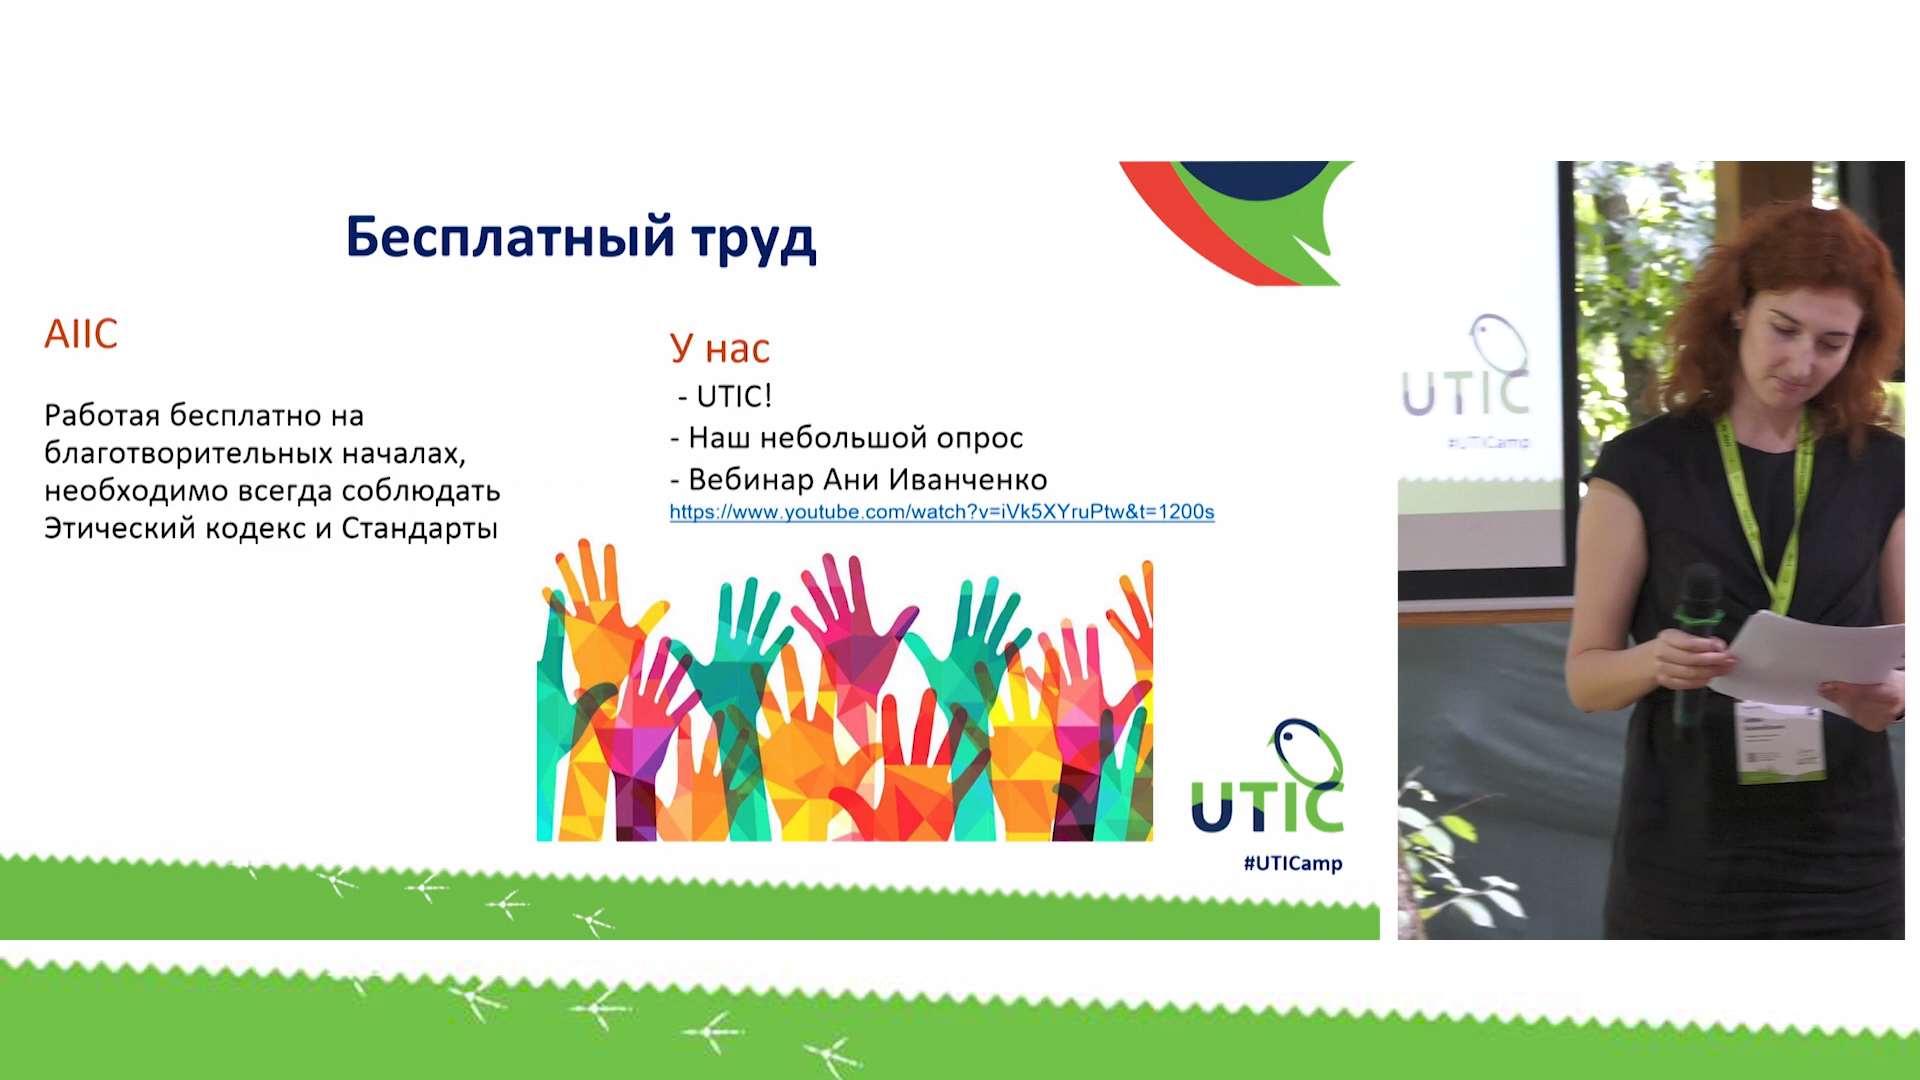 Бесплатный труд
AIIC
Работая бесплатно на
благотворительных началах,
необходимо всегда соблюдать
Этический кодекс и Стандарты
У нас
- UTIC!
- Наш небольшой опрос
- Вебинар Ани Иванченко
https://www.youtube.com/watch?v=iVk5XYruPtw&t=1200s
UTIC
#UTICamp
UTIC
#UTICamp